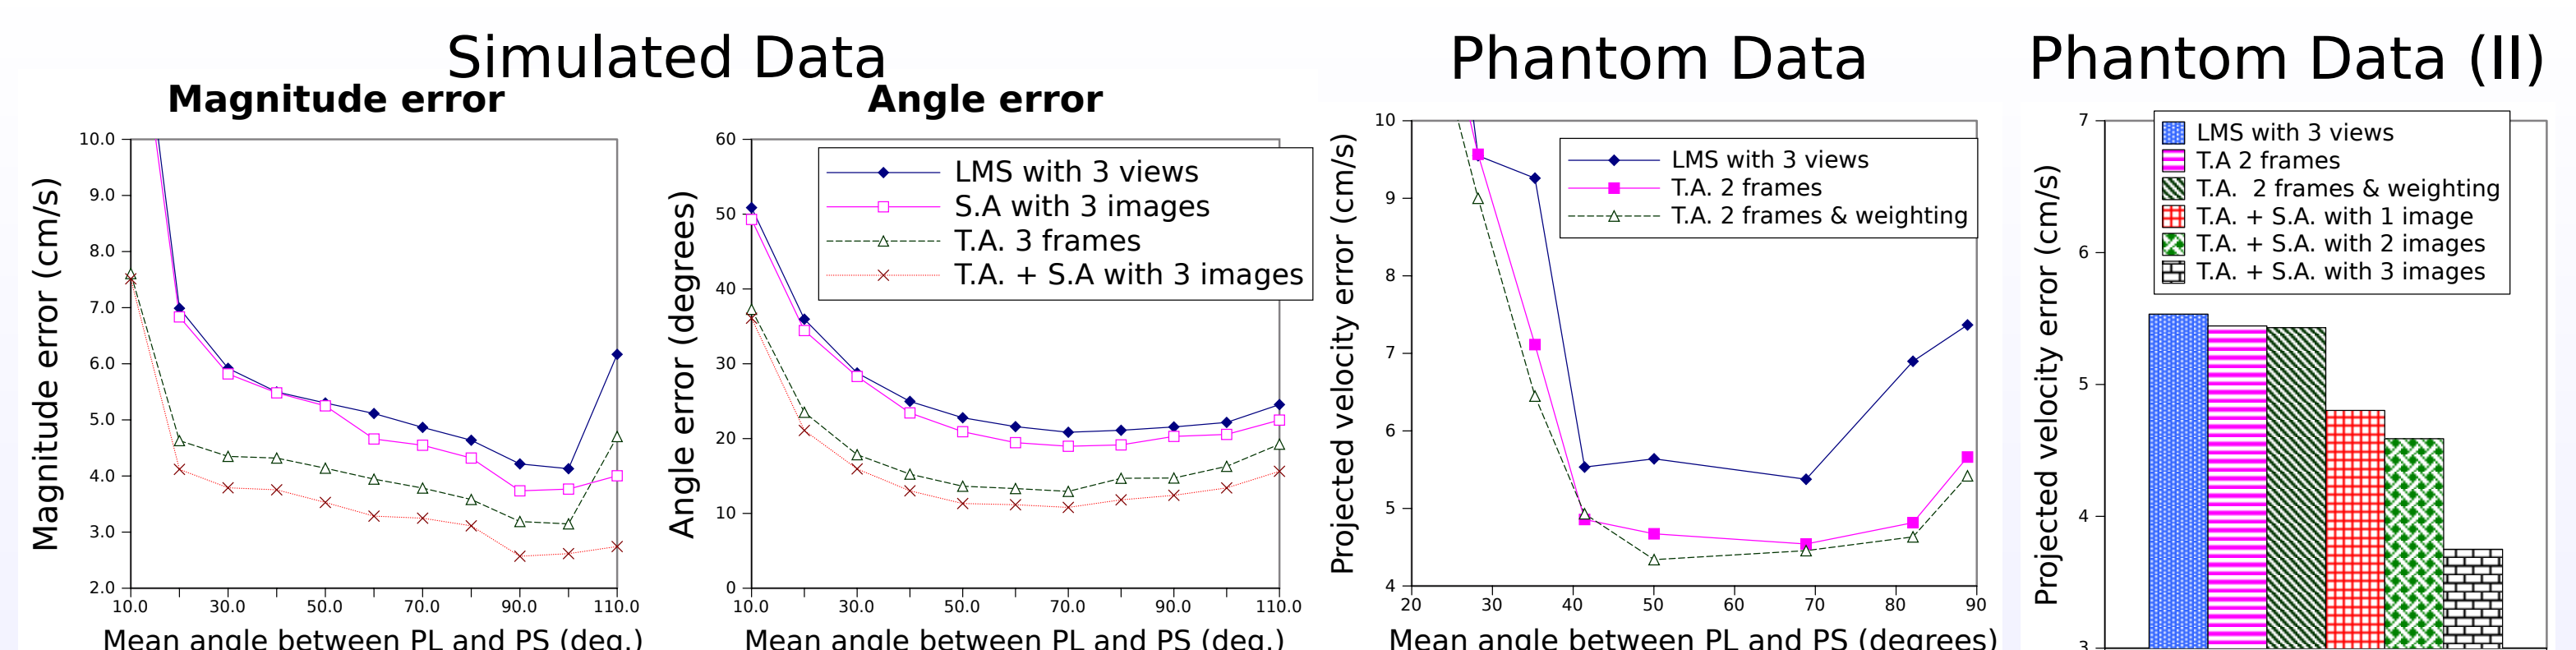 Simulated Data
Magnitude error
Magnitude error (cm/s)
10.0
9.0
8.0
7.0
6.0
5.0
4.0
3.0
2.0
10.0 30.0 50.0 70.0 90.0 110.0
Mean angle between PL and PS (deg.)
Angle error
Angle error (degrees)
60
50
40
30
20
10
0
LMS with 3 views
S.A with 3 images
T.A. 3 frames
T.A. + S.A with 3 images
10.0 30.0 50.0 70.0 90.0 110.0
Mean angle between PL and PS (deg.)
Phantom Data
Projected velocity error (cm/s)
10
9
8
7
6
5
4
LMS with 3 views
T.A. 2 frames
T.A. 2 frames & weighting
20 30 40 50 60 70 80 90
Mean angle between PL and PS (degrees)
Phantom Data (II)
Projected velocity error (cm/s)
7
6
5
4
3
LMS with 3 views
T.A 2 frames
T.A. 2 frames & weighting
T.A. + S.A. with 1 image
T.A. + S.A. with 2 images
T.A. + S.A. with 3 images